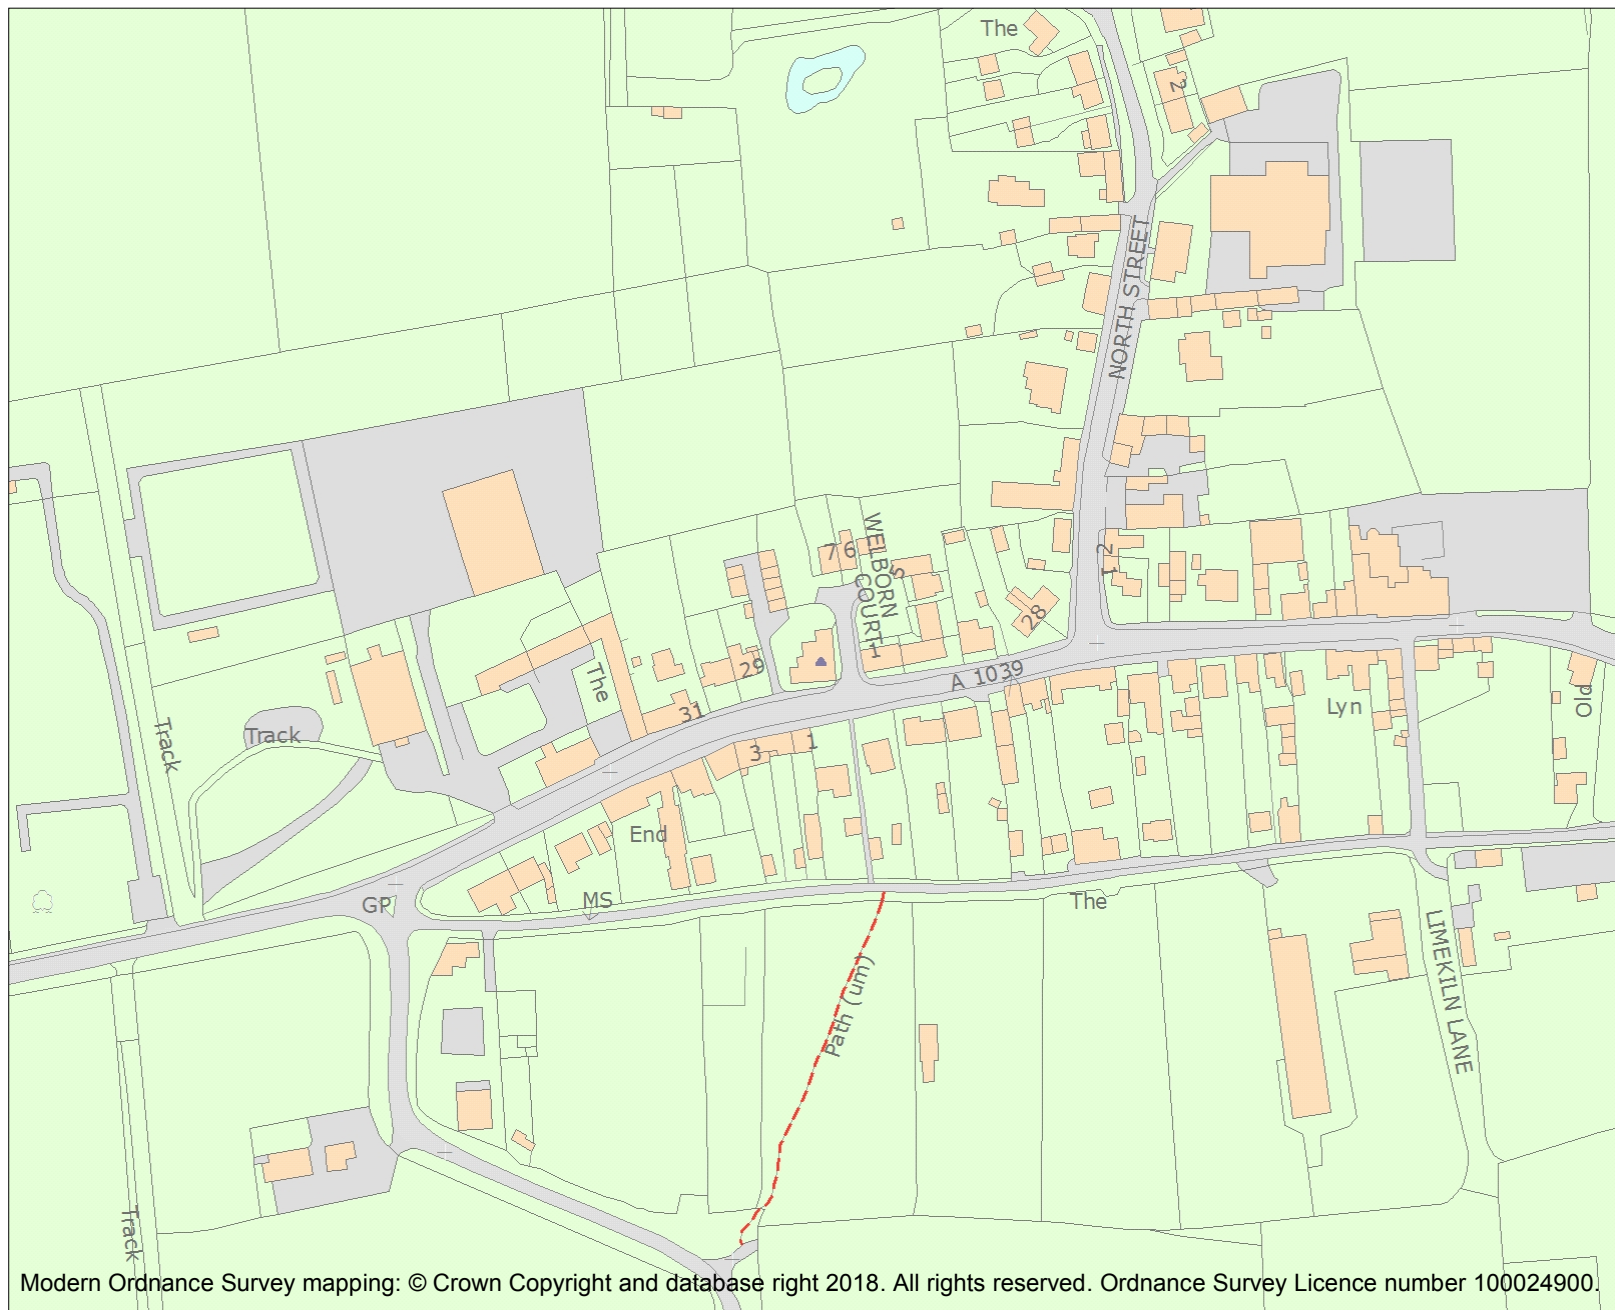 The
2
NORTH STREET
WELBORN
COURT
7 6
5
2
1
28
1
29
A 1039
The
31
Lyn
Old
Track
Track
3
1
End
GP
MS
The
LIMEKILN LANE
Path (um)
Track
Modern Ordnance Survey mapping: © Crown Copyright and database right 2018. All rights reserved. Ordnance Survey Licence number 100024900.